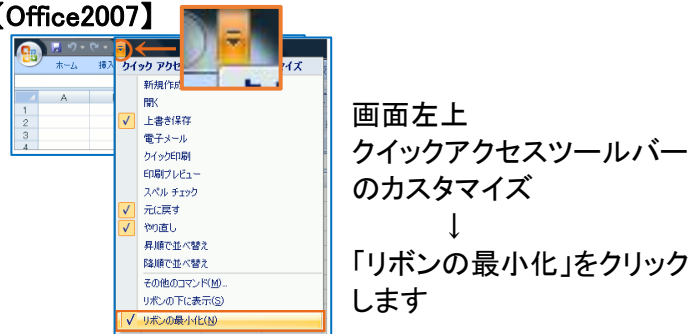 【Office2007】
ホーム
挿入
クイック アクセ
イズ
A
1
2
3
4
新規作成
開く
上書き保存
電子メール
クイック印刷
印刷プレビュー
スペル チェック
元に戻す
やり直し
昇順で並べ替え
降順で並べ替え
その他のコマンド(M)...
リボンの下に表示(S)
リボンの最小化(N)
画面左上
クイックアクセスツールバー
のカスタマイズ
↓
「リボンの最小化」をクリック
します